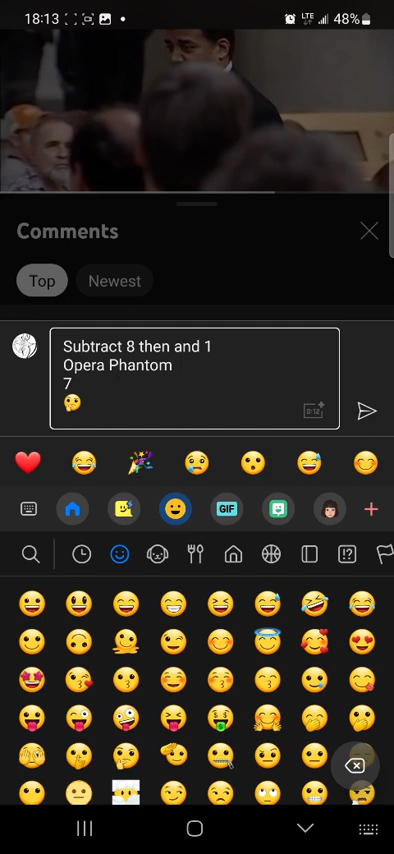 18:13
LTE
48%
Comments
Top
Newest
Subtract 8 then and 1
Opera Phantom
7
🤔
0:12
GIF
!?